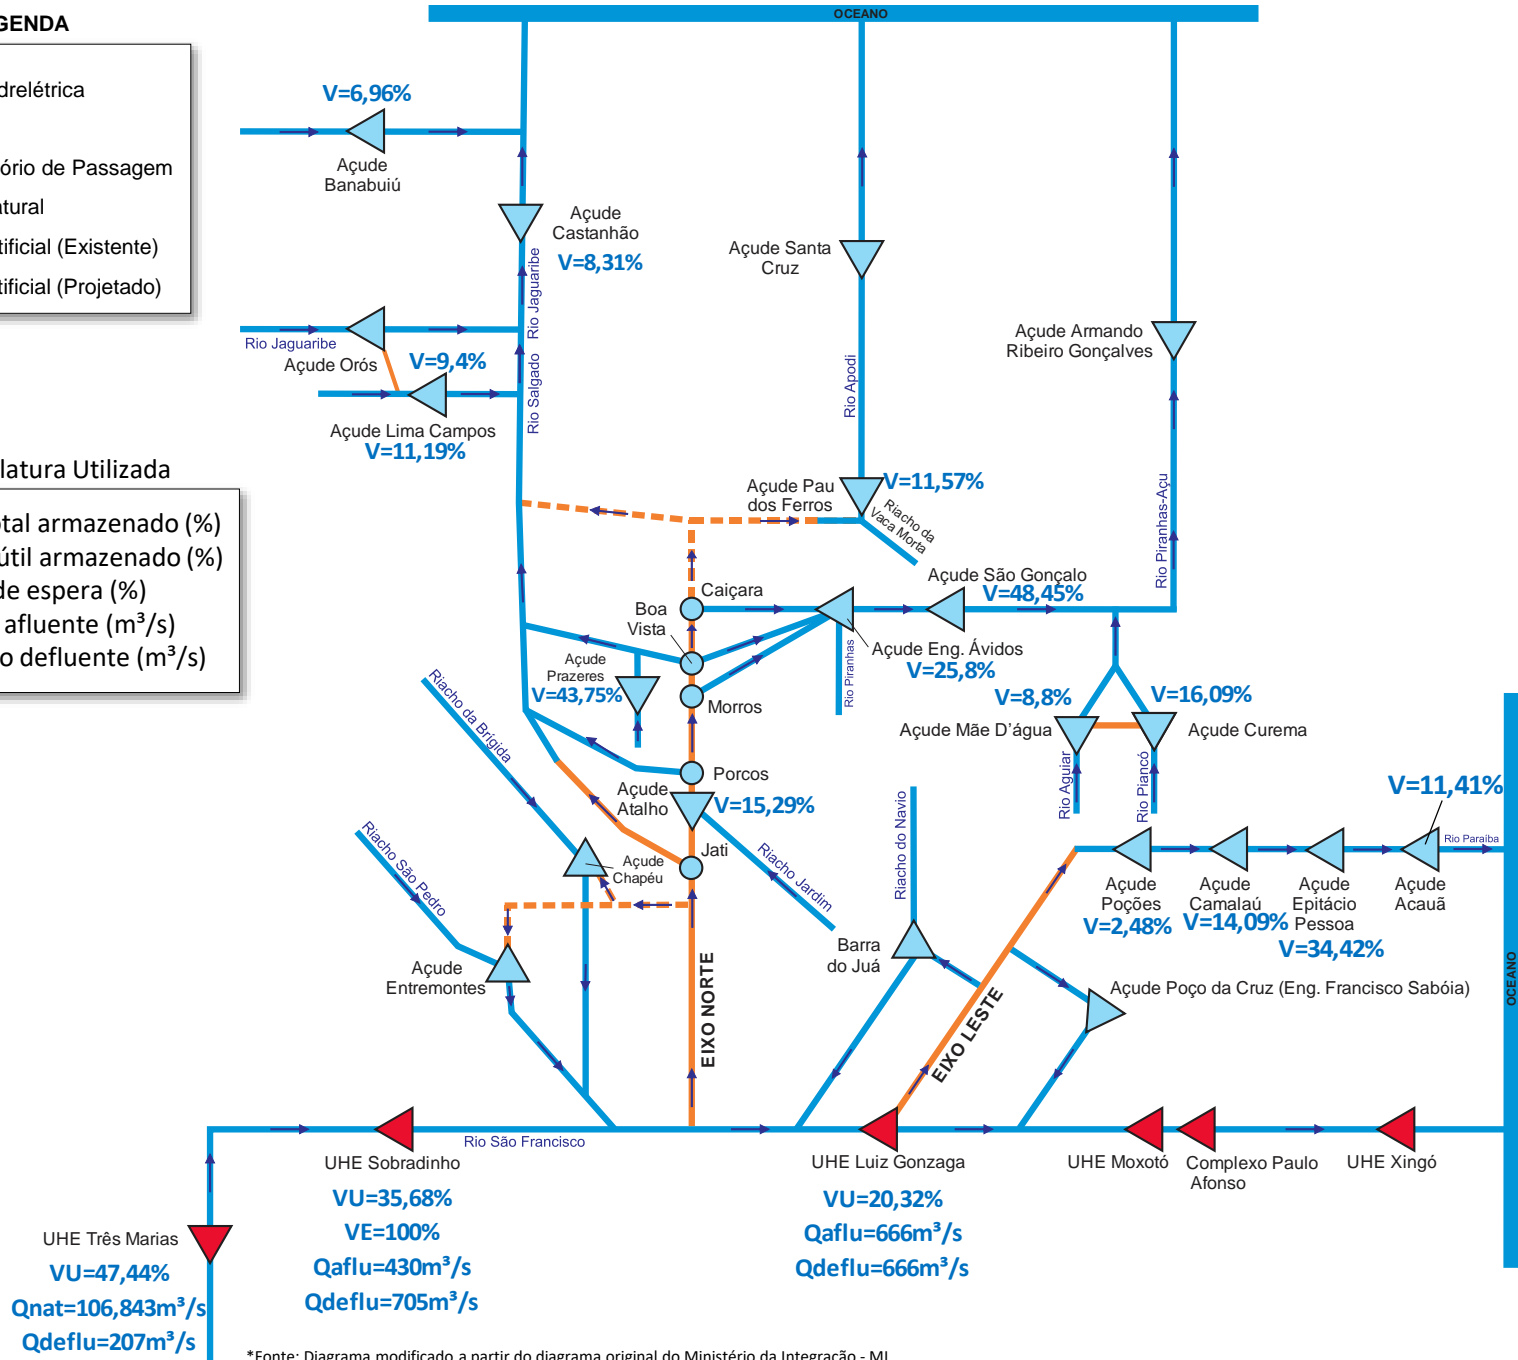 GENDA
drelétrica
ório de Passagem
atural
tificial (Existente)
tificial (Projetado)
latura Utilizada
otal armazenado (%)
útil armazenado (%)
de espera (%)
afluente (m³/s)
o defluente (m³/s)
OCEANO
V=6,96%
Açude
Banabuiú
Açude
Castanhão
V=8,31%
Rio Jaguaribe
Rio Jaguaribe
Açude Orós
V=9,4%
Açude Lima Campos
V=11,19%
Rio Salgado
Açude Santa
Cruz
Rio Apodi
Açude Armando
Ribeiro Gonçalves
Rio Piranhas-Açu
Açude Pau
dos Ferros
V=11,57%
Riacho da
Vaca Morta
Caiçara
Boa
Vista
Açude São Gonçalo
V=48,45%
Açude Eng. Ávidos
V=25,8%
Rio Piranhas
Açude
Prazeres
V=43,75%
Morros
Riacho da Brígida
Porcos
Açude
Atalho
V=15,29%
Jati
Riacho Jardim
Açude
Chapéu
Riacho São Pedro
Açude
Entremontes
V=8,8%
V=16,09%
Açude Mãe D'água
Açude Curema
Rio Aguiar
Rio Piancó
V=11,41%
Rio Paraíba
Açude
Poções
V=2,48%
Açude
Camalaú
V=14,09%
Açude
Epitácio
Pessoa
V=34,42%
Açude
Acauã
Riacho do Navio
Barra
do Juá
Açude Poço da Cruz (Eng. Francisco Sabóia)
OCEANO
EIXO NORTE
EIXO LESTE
Rio São Francisco
UHE Sobradinho
VU=35,68%
VE=100%
Qaflu=430m³/s
Qdeflu=705m³/s
UHE Luiz Gonzaga
VU=20,32%
Qaflu=666m³/s
Qdeflu=666m³/s
UHE Moxotó
Complexo Paulo
Afonso
UHE Xingó
UHE Três Marias
VU=47,44%
Qnat=106,843m³/s
Qdeflu=207m³/s
*Fonte: Diagrama modificado a partir do diagrama original do Ministério da Integração - MI